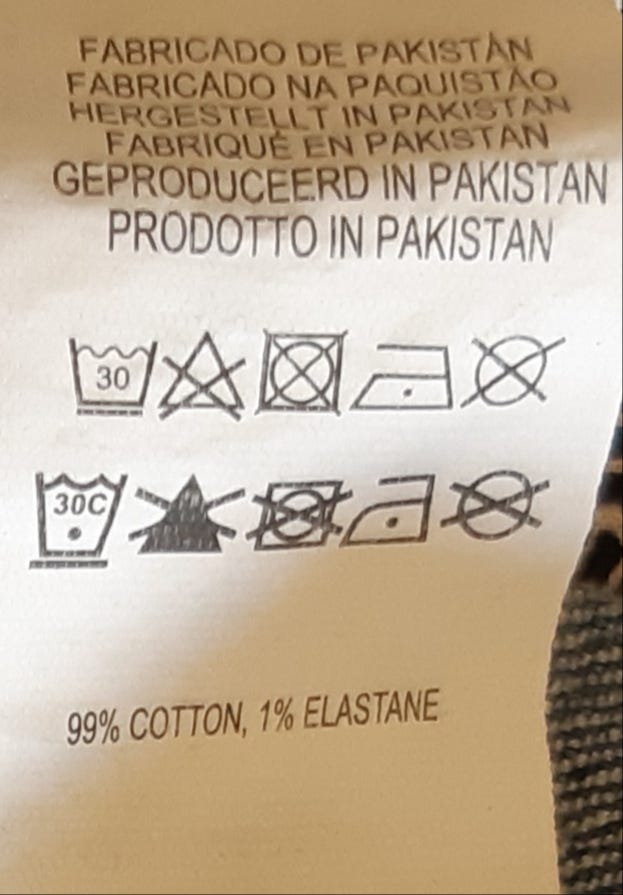 FABRICADO DE PAKISTÁN
FABRICADO NA PAQUISTÃO
HERGESTELLT IN PAKISTAN
FABRIQUÉ EN PAKISTAN
GEPRODUCEERD IN PAKISTAN
PRODOTTO IN PAKISTAN
30
30C
99% COTTON, 1% ELASTANE